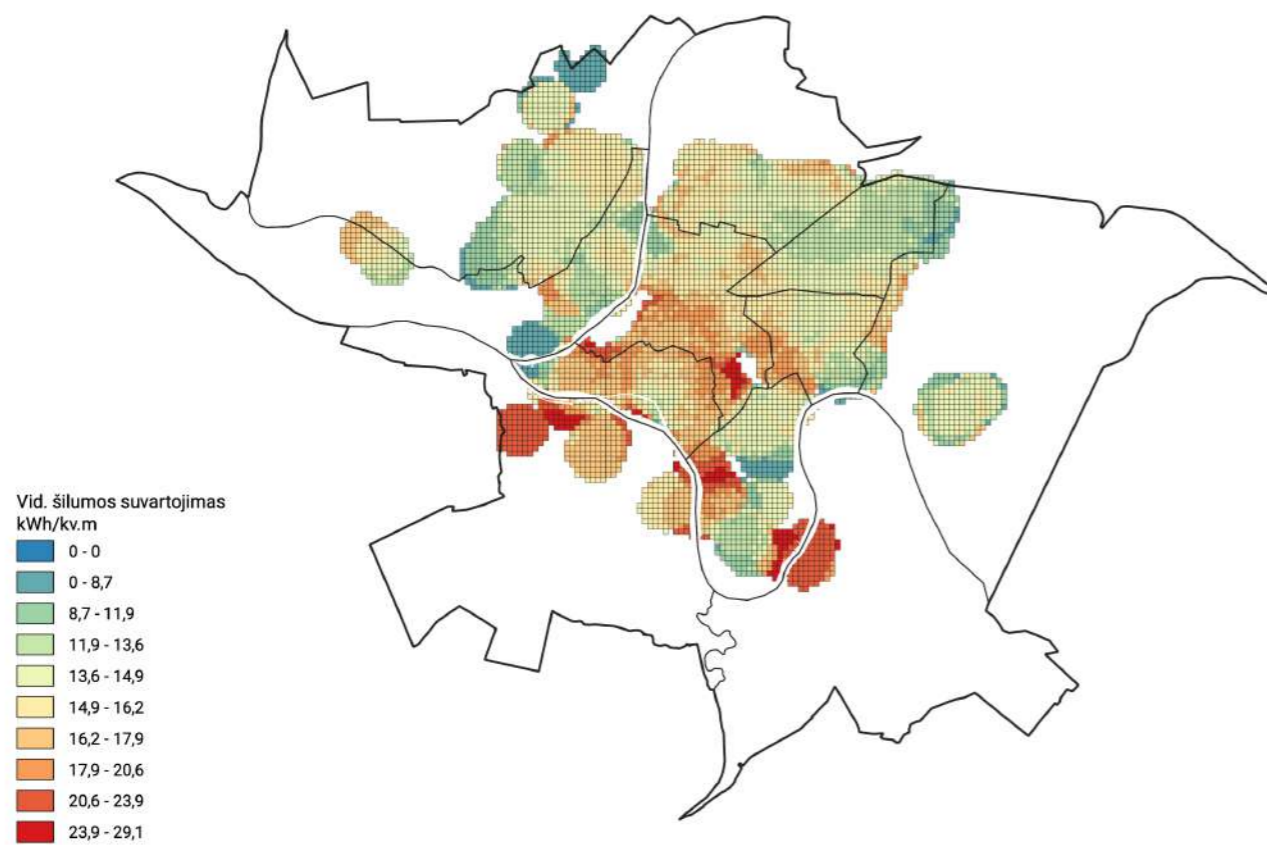 Vid. šilumos suvartojimas
kWh/kv.m
0 - 0
0 - 8,7
8,7 - 11,9
11,9 - 13,6
13,6 - 14,9
14,9 - 16,2
16,2 - 17,9
17,9 - 20,6
20,6 - 23,9
23,9 - 29,1